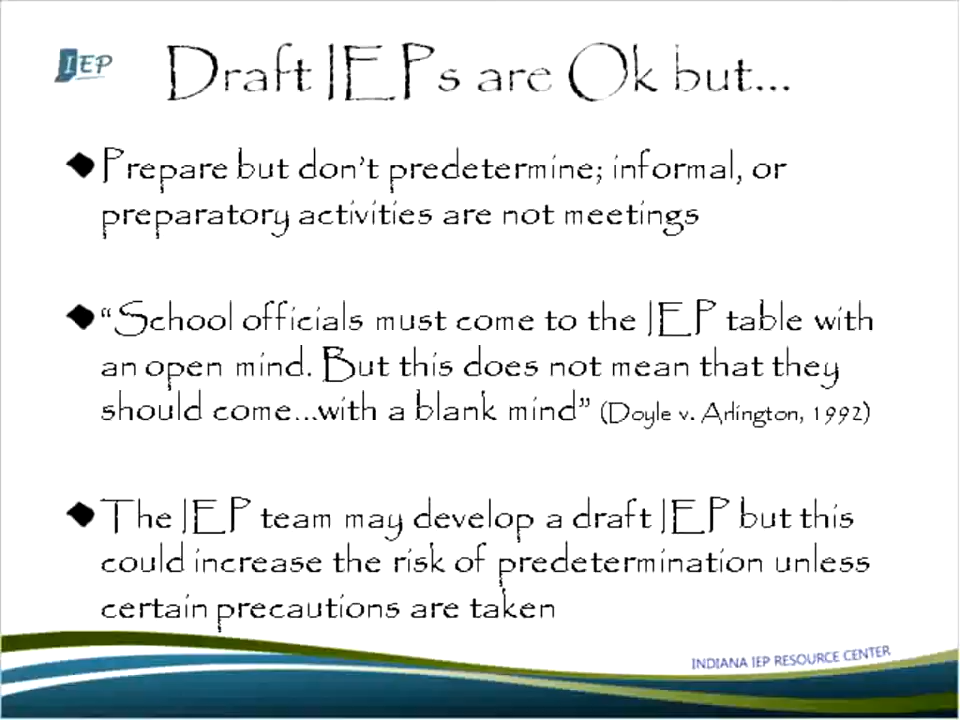 IEP
Draft IEPs are Ok but...
Prepare but don't predetermine; informal, or
preparatory activities are not meetings
"School officials must come to the IEP table with
an open mind. But this does not mean that they
should come...with a blank mind" (Doyle v. Arlington, 1992)
The IEP team may develop a draft IEP but this
could increase the risk of predetermination unless
certain precautions are taken
INDIANA IEP RESOURCE CENTER